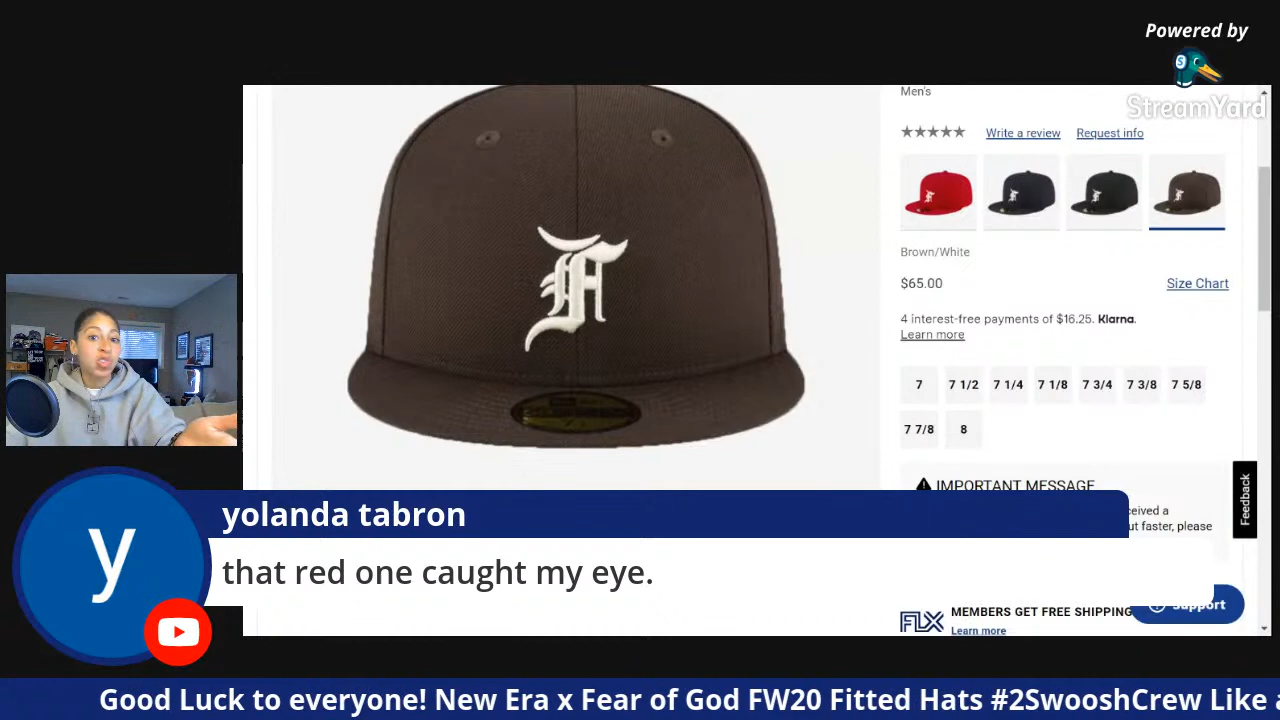 Powered by
StreamYard
Men's
Write a review
Request info
Brown/White
$65.00
Size Chart
4 interest-free payments of $16.25. Klarna.
Learn more
7
7 1/2
7 1/4
7 1/8
7 3/4
7 3/8
7 5/8
7 7/8
8
IMPORTANT MESSAGE
ceived a
ut faster, please
Feedback
yolanda tabron
y
that red one caught my eye.
FLX
MEMBERS GET FREE SHIPPING
Support
Learn more
Good Luck to everyone! New Era x Fear of God FW20 Fitted Hats #2SwooshCrew Like a